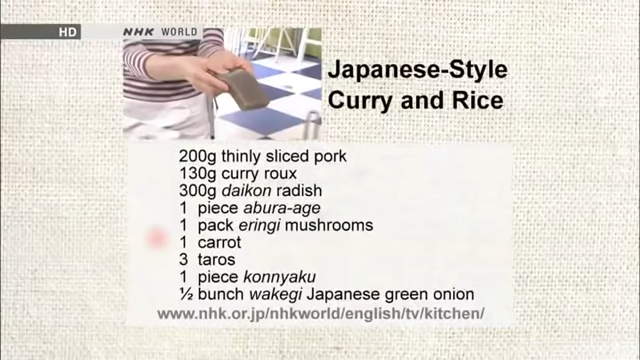 HD
NHK WORLD
Japanese-Style
Curry and Rice
200g thinly sliced pork
130g curry roux
300g daikon radish
1 piece abura-age
1 pack eringi mushrooms
1 carrot
3 taros
1 piece konnyaku
½ bunch wakegi Japanese green onion
www.nhk.or.jp/nhkworld/english/tv/kitchen/